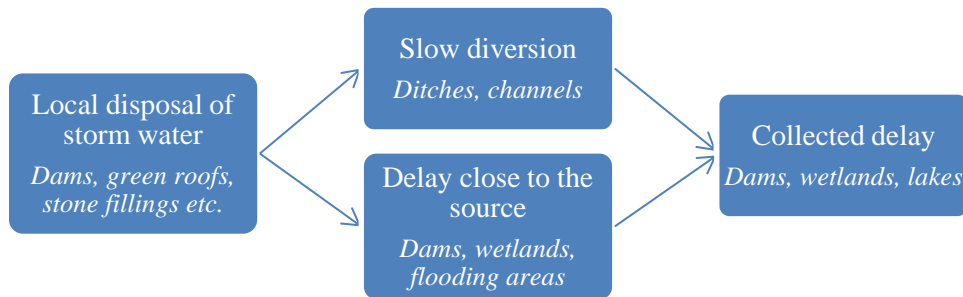 Local disposal of
storm water
Dams, green roofs,
stone fillings etc.
Slow diversion
Ditches, channels
Delay close to the
source
Dams, wetlands,
flooding areas
Collected delay
Dams, wetlands, lakes